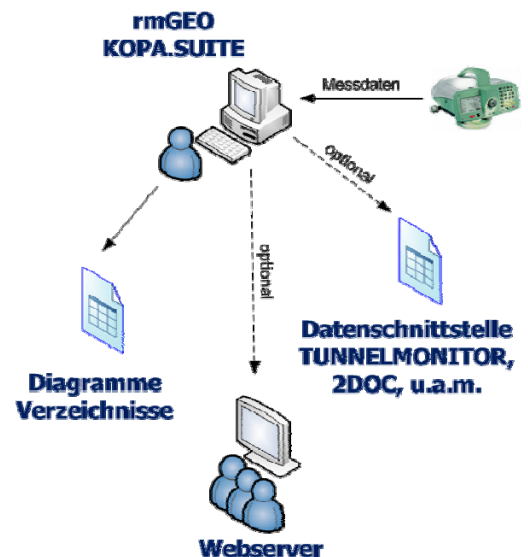 rmGEO
KOPA.SUITE
Messdaten
optional
optional
Datenschnittstelle
TUNNELMONITOR,
2DOC, u.a.m.
Diagramme
Verzeichnisse
Webserver